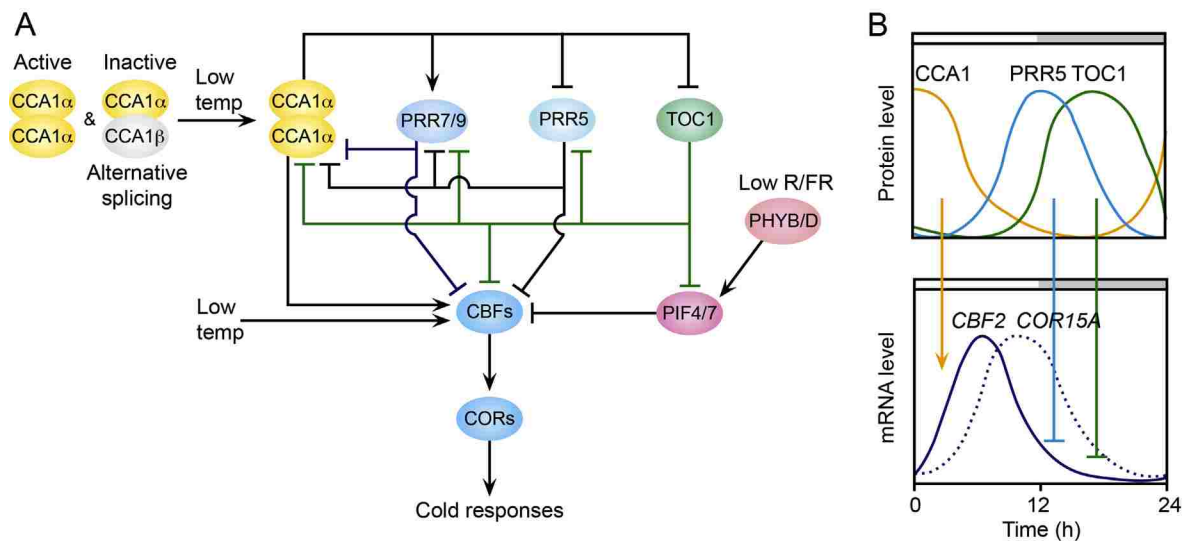 A
Active
Inactive
CCA1α
CCA1α
&
CCA1α
CCA1β
Alternative
splicing
Low
temp
CCA1α
CCA1α
PRR7/9
PRR5
TOC1
Low R/FR
PHYB/D
Low
temp
CBFs
PIF4/7
CORs
Cold responses
B
Protein level
CCA1
PRR5
TOC1
mRNA level
CBF2
COR15A
0
12
24
Time (h)